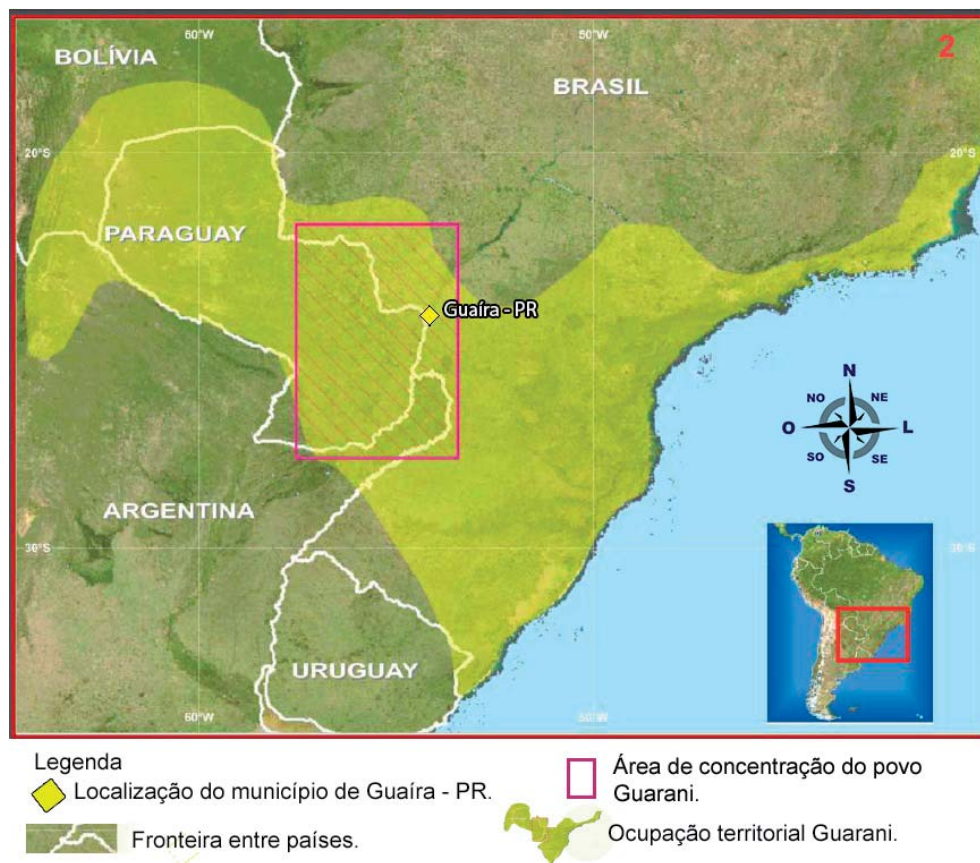 2
60°W
50°W
BOLÍVIA
BRASIL
20°S
20°S
PARAGUAY
Guaíra - PR
N
NO
NE
O
L
SO
SE
S
ARGENTINA
30°S
30°S
URUGUAY
60°W
50°W
Legenda
Localização do município de Guaíra - PR.
Área de concentração do povo
Guarani.
Fronteira entre países.
Ocupação territorial Guarani.